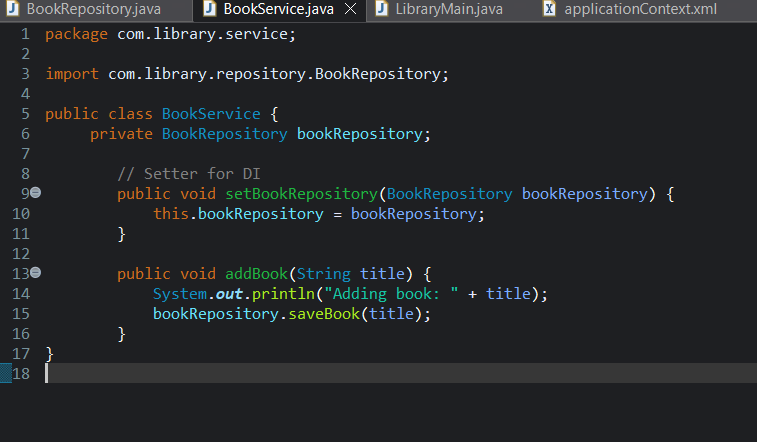 BookRepository.java BookService.java LibraryMain.java applicationContext.xml
1 package com.library.service;
2
3 import com.library.repository.BookRepository;
4
5 public class BookService {
6     private BookRepository bookRepository;
7
8        // Setter for DI
9        public void setBookRepository(BookRepository bookRepository) {
10            this.bookRepository = bookRepository;
11        }
12
13        public void addBook(String title) {
14            System.out.println("Adding book: " + title);
15            bookRepository.saveBook(title);
16        }
17 }
18